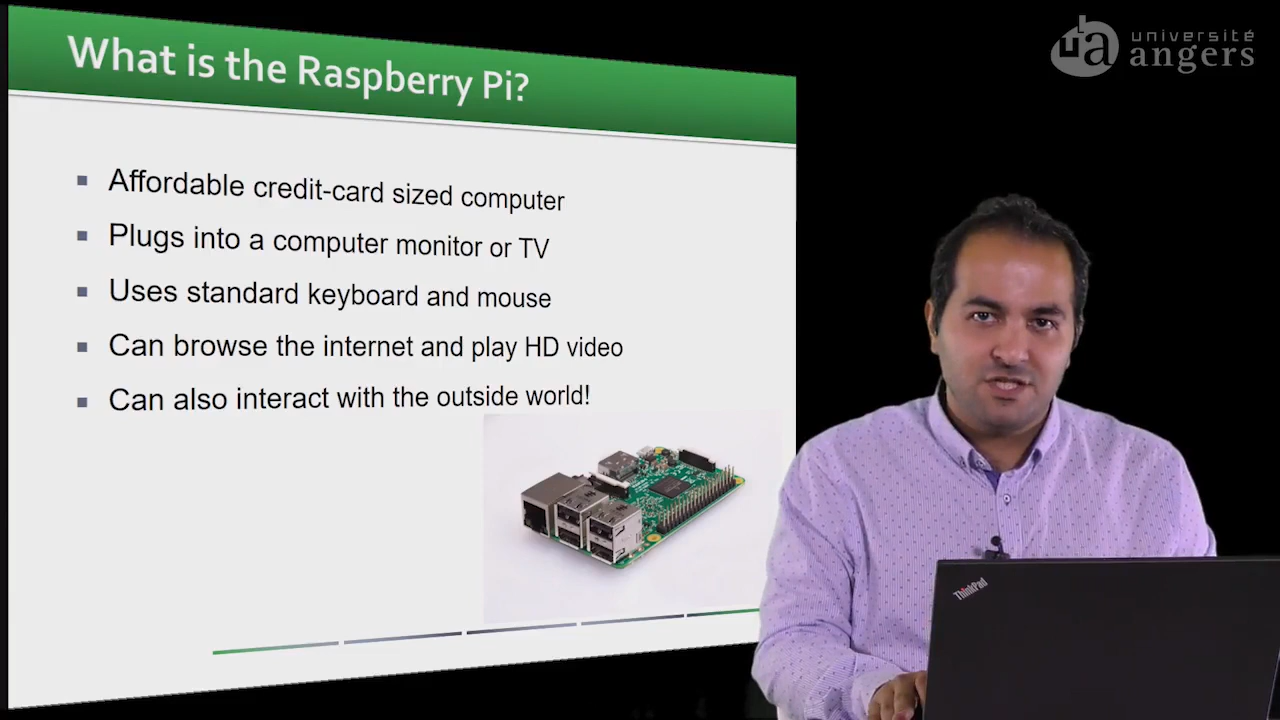 What is the Raspberry Pi?
Affordable credit-card sized computer
Plugs into a computer monitor or TV
Uses standard keyboard and mouse
Can browse the internet and play HD video
Can also interact with the outside world!
ua université
angers
ThinkPad